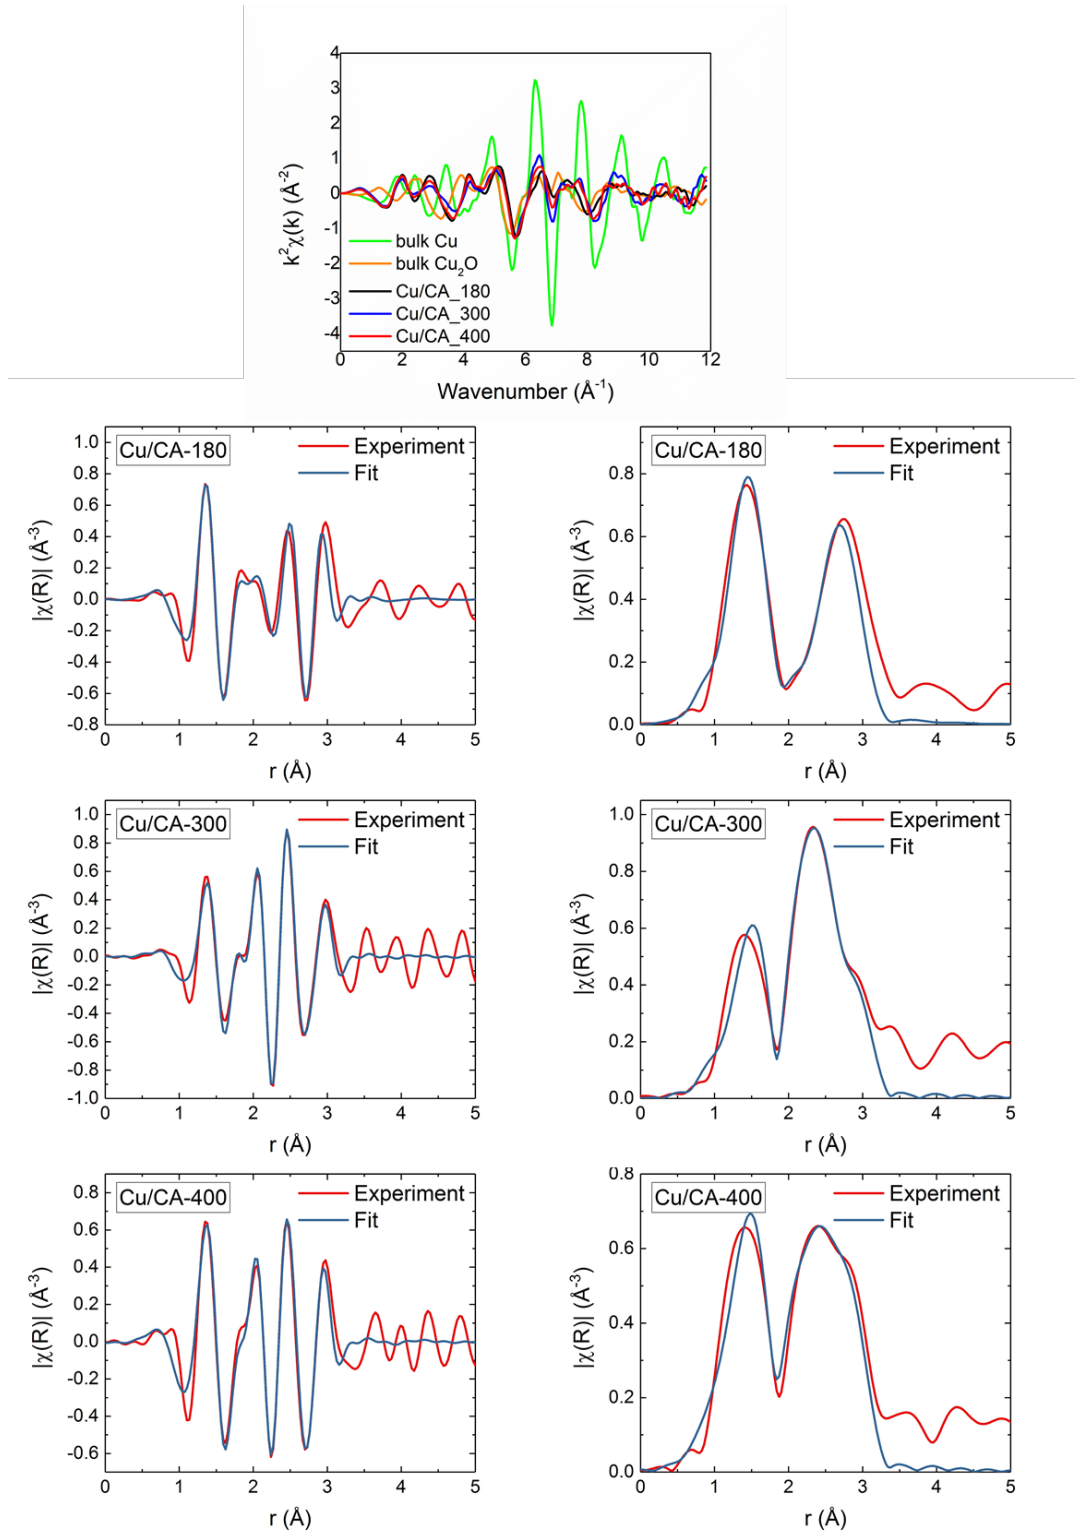 4
3
2
1
0
-1
-2
-3
-4
k²χ(k) (Å⁻²)
bulk Cu
bulk Cu₂O
Cu/CA_180
Cu/CA_300
Cu/CA_400
0 2 4 6 8 10 12
Wavenumber (Å⁻¹)
Cu/CA-180
Experiment
Fit
1.0
0.8
0.6
0.4
0.2
0.0
-0.2
-0.4
-0.6
-0.8
|χ(R)| (Å⁻³)
0 1 2 3 4 5
r (Å)
Cu/CA-180
Experiment
Fit
0.8
0.6
0.4
0.2
0.0
|χ(R)| (Å⁻³)
0 1 2 3 4 5
r (Å)
Cu/CA-300
Experiment
Fit
1.0
0.8
0.6
0.4
0.2
0.0
-0.2
-0.4
-0.6
-0.8
-1.0
|χ(R)| (Å⁻³)
0 1 2 3 4 5
r (Å)
Cu/CA-300
Experiment
Fit
1.0
0.8
0.6
0.4
0.2
0.0
|χ(R)| (Å⁻³)
0 1 2 3 4 5
r (Å)
Cu/CA-400
Experiment
Fit
0.8
0.6
0.4
0.2
0.0
-0.2
-0.4
-0.6
|χ(R)| (Å⁻³)
0 1 2 3 4 5
r (Å)
Cu/CA-400
Experiment
Fit
0.8
0.6
0.4
0.2
0.0
|χ(R)| (Å⁻³)
0 1 2 3 4 5
r (Å)